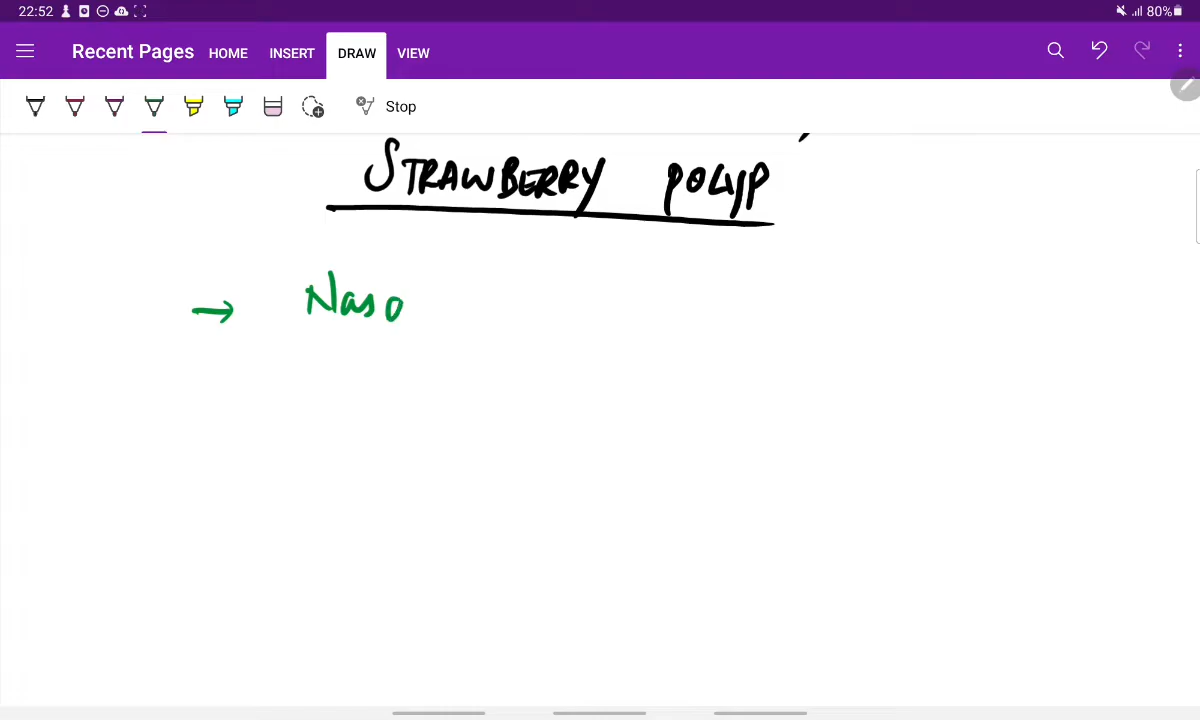 22:52 80%
Recent Pages HOME INSERT DRAW VIEW
Stop
STRAWBERRY POLYP
→ Naso